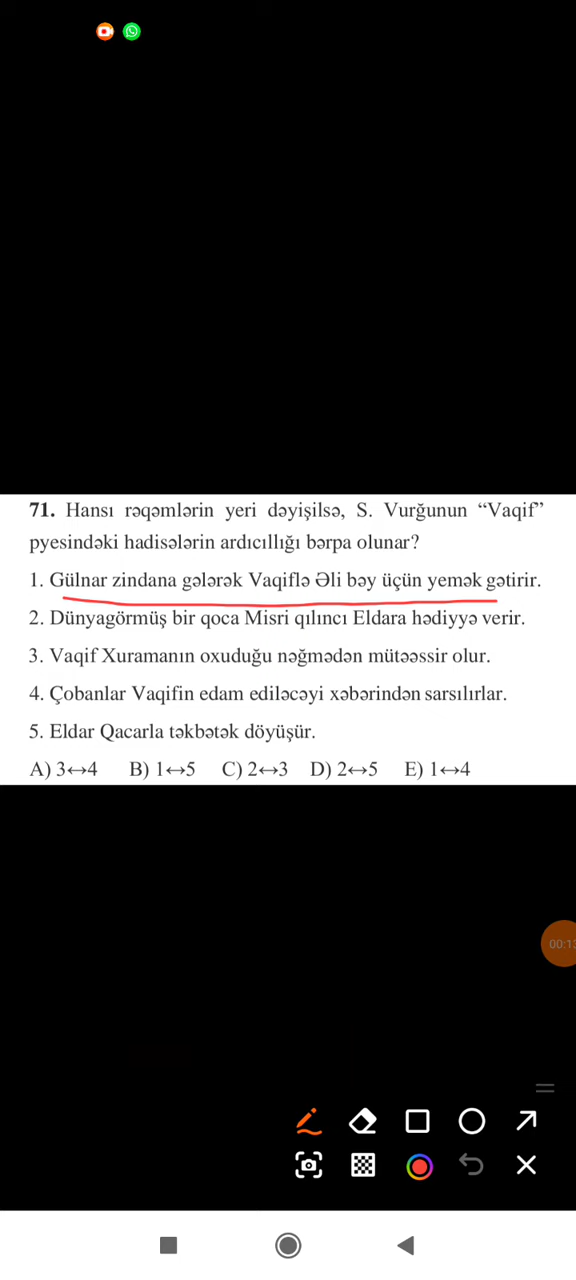 71. Hansı rəqəmlərin yeri dəyişilsə, S. Vurğunun “Vaqif”
pyesindəki hadisələrin ardıcıllığı bərpa olunar?
1. Gülnar zindana gələrək Vaqiflə Əli bəy üçün yemək gətirir.
2. Dünyagörmüş bir qoca Misri qılıncı Eldara hədiyyə verir.
3. Vaqif Xuramanın oxuduğu nəğmədən mütəəssir olur.
4. Çobanlar Vaqifin edam ediləcəyi xəbərindən sarsılırlar.
5. Eldar Qacarla təkbətək döyüşür.
A) 3↔4 B) 1↔5 C) 2↔3 D) 2↔5 E) 1↔4
00:13